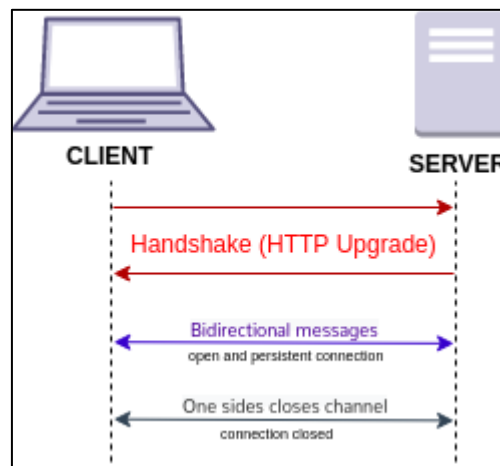 CLIENT
SERVER
Handshake (HTTP Upgrade)
Bidirectional messages
open and persistent connection
One sides closes channel
connection closed